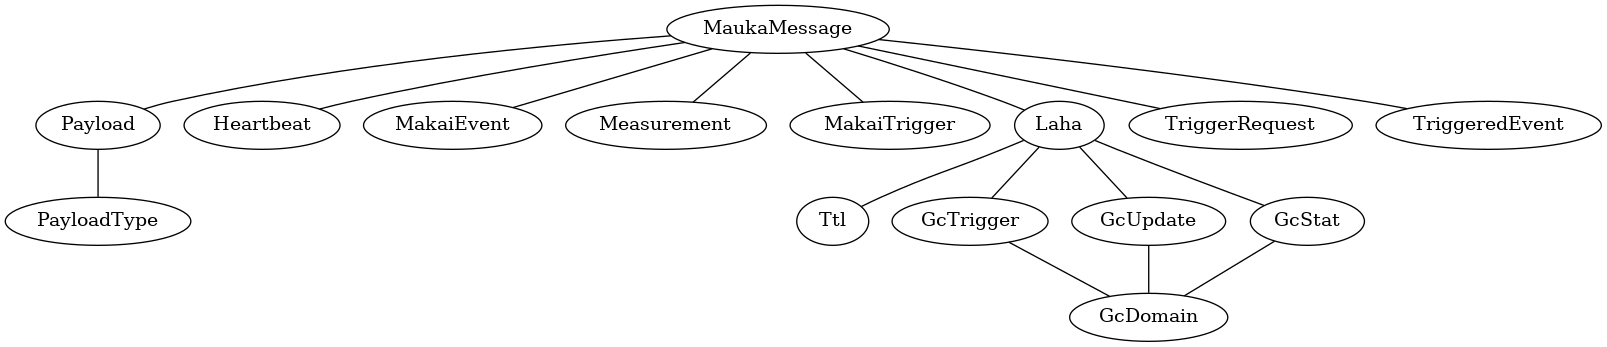 MaukaMessage
Payload
Heartbeat
MakaiEvent
Measurement
MakaiTrigger
Laha
TriggerRequest
TriggeredEvent
PayloadType
Ttl
GcTrigger
GcUpdate
GcStat
GcDomain